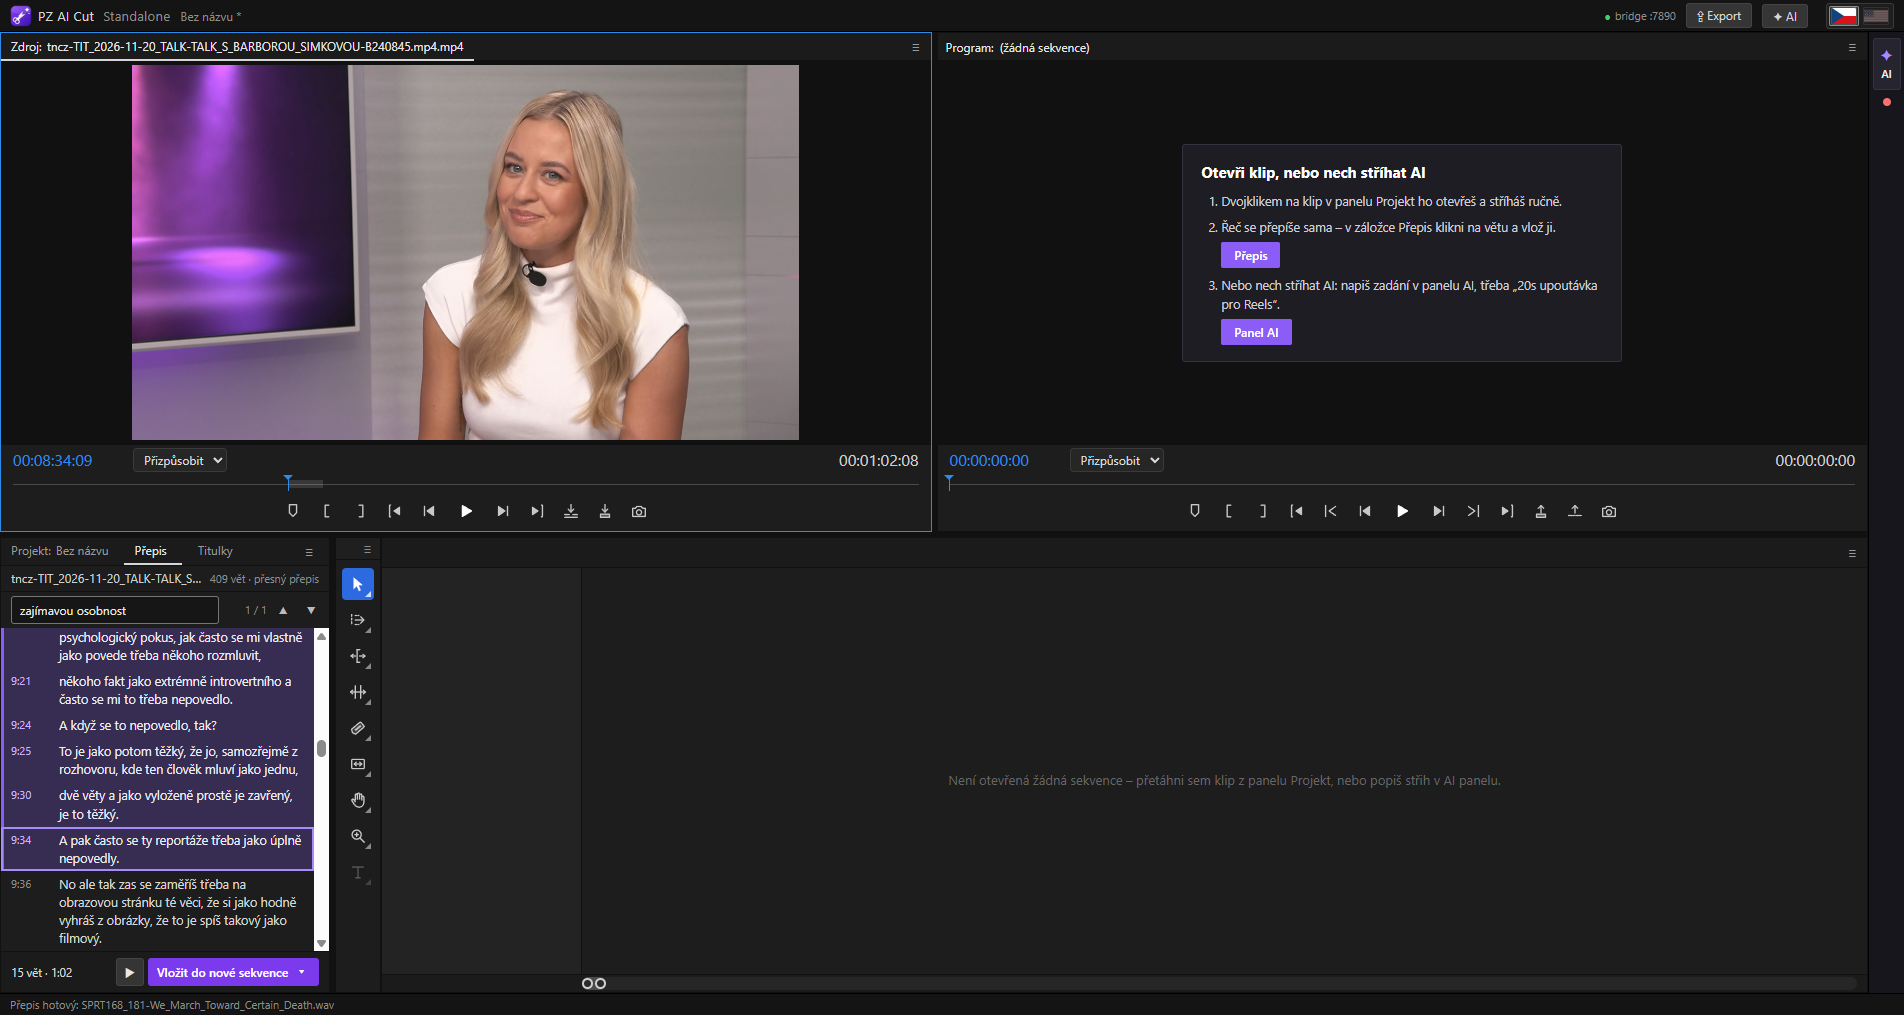 PZ AI Cut Standalone Bez názvu *
bridge :7890 Export AI
Zdroj: tncz-TIT_2026-11-20_TALK-TALK_S_BARBOROU_SIMKOVOU-B240845.mp4.mp4
Program: (žádná sekvence)
AI
Otevři klip, nebo nech stříhat AI
1. Dvojklikem na klip v panelu Projekt ho otevřeš a stříháš ručně.
2. Řeč se přepíše sama – v záložce Přepis klikni na větu a vlož ji.
Přepis
3. Nebo nech stříhat AI: napiš zadání v panelu AI, třeba „20s upoutávka
pro Reels“.
Panel AI
00:08:34:09 Přizpůsobit 00:01:02:08
00:00:00:00 Přizpůsobit 00:00:00:00
Projekt: Bez názvu Přepis Titulky
tncz-TIT_2026-11-20_TALK-TALK_S... 409 vět · přesný přepis
zajímavou osobnost 1 / 1
psychologický pokus, jak často se mi vlastně
jako povede třeba někoho rozmluvit,
9:21 někoho fakt jako extrémně introvertního a
často se mi to třeba nepovedlo.
9:24 A když se to nepovedlo, tak?
9:25 To je jako potom těžký, že jo, samozřejmě z
rozhovoru, kde ten člověk mluví jako jednu,
9:30 dvě věty a jako vyloženě prostě je zavřený,
je to těžký.
9:34 A pak často se ty reportáže třeba jako úplně
nepovedly.
9:36 No ale tak zas se zaměříš třeba na
obrazovou stránku té věci, že si jako hodně
vyhráš z obrázky, že to je spíš takový jako
filmový.
15 vět · 1:02 Vložit do nové sekvence
Není otevřená žádná sekvence – přetáhni sem klip z panelu Projekt, nebo popiš střih v AI panelu.
Přepis hotový: SPRT168_181-We_March_Toward_Certain_Death.wav